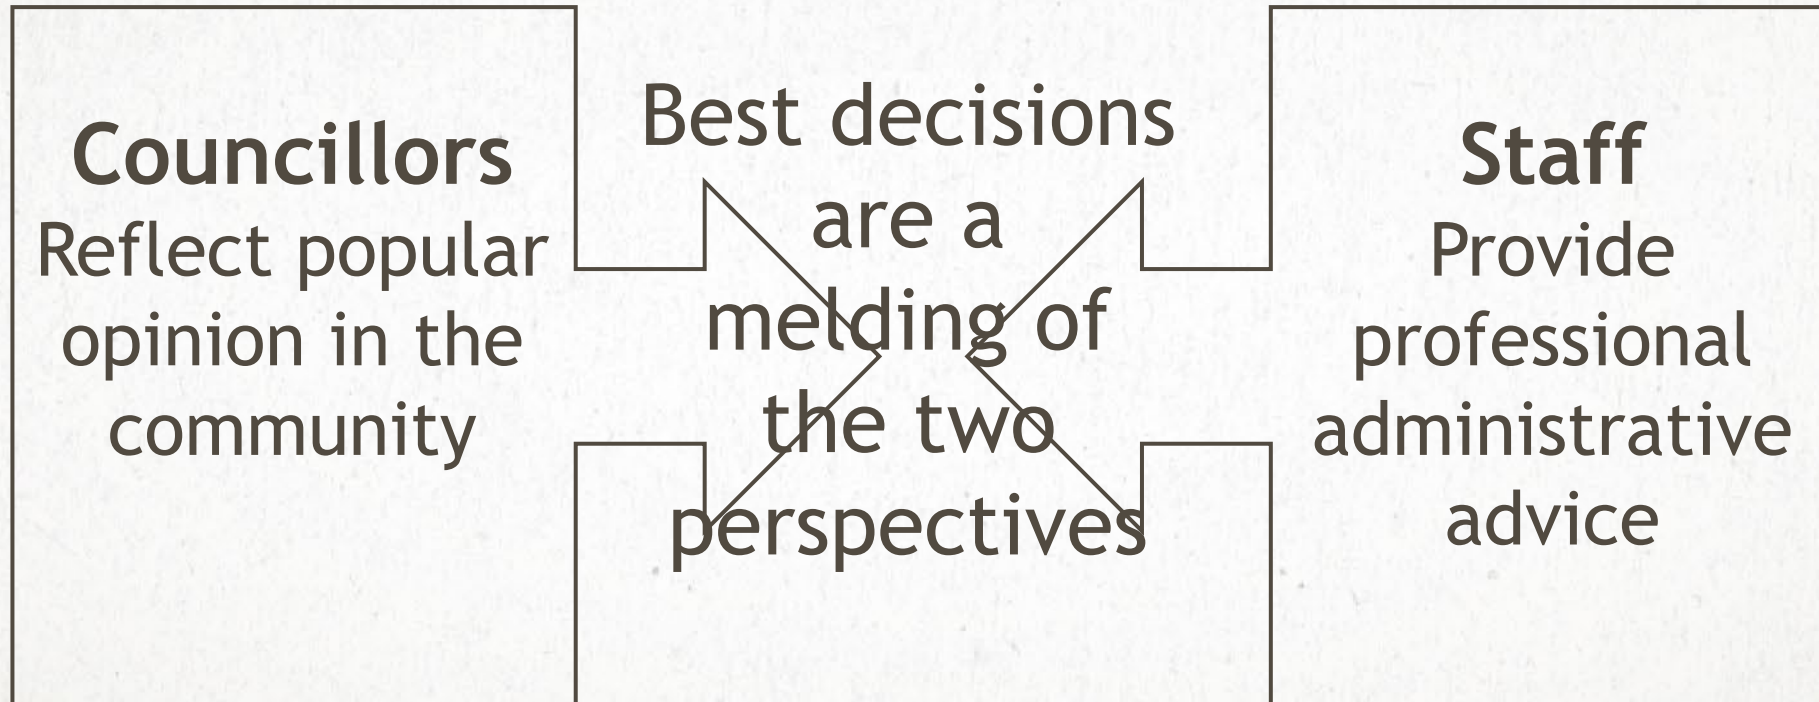 Councillors
Reflect popular
opinion in the
community
Best decisions
are a
melding of
the two
perspectives
Staff
Provide
professional
administrative
advice